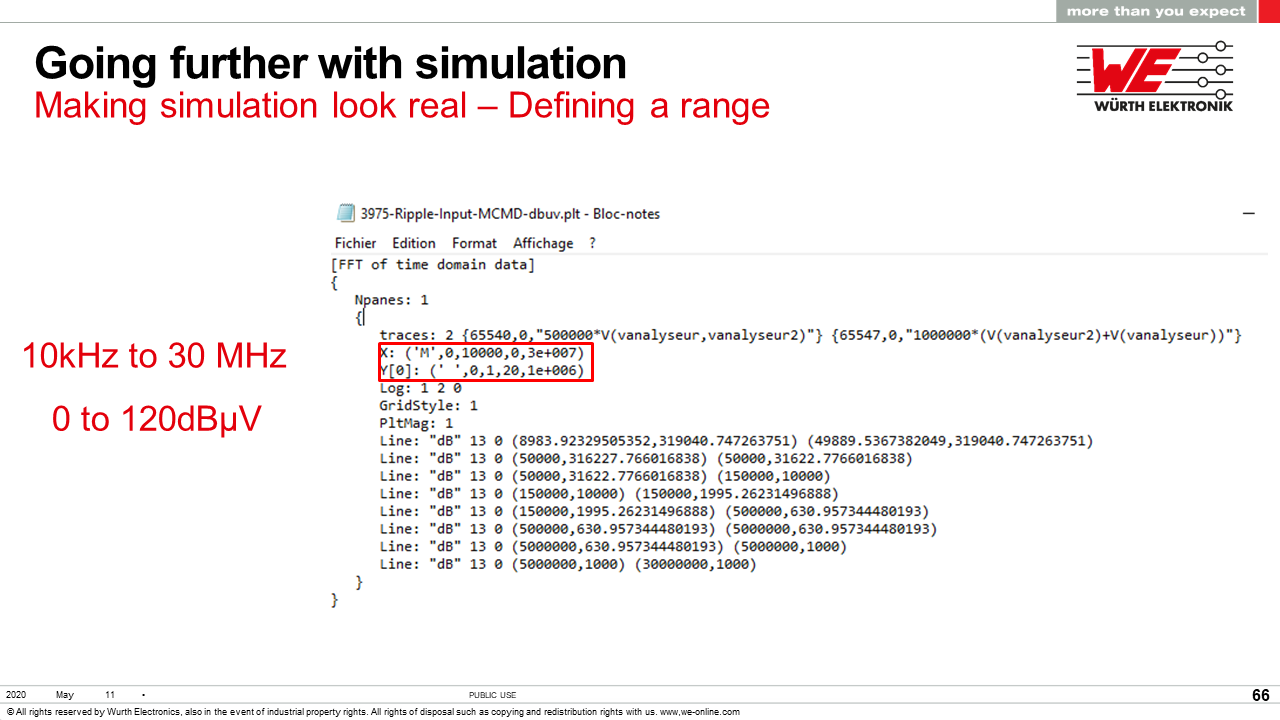 more than you expect
Going further with simulation
Making simulation look real – Defining a range
WE
WÜRTH ELEKTRONIK
3975-Ripple-Input-MCMD-dbuv.plt - Bloc-notes
Fichier Edition Format Affichage ?
[FFT of time domain data]
{
Npanes: 1
{
traces: 2 {65540,0,"500000*V(vanalyseur,vanalyseur2)"} {65547,0,"1000000*(V(vanalyseur2)+V(vanalyseur))"}
X: ('M',0,10000,0,3e+007)
Y[0]: (' ',0,1,20,1e+006)
Log: 1 2 0
GridStyle: 1
PltMag: 1
Line: "dB" 13 0 (8983.92329505352,319040.747263751) (49889.5367382049,319040.747263751)
Line: "dB" 13 0 (50000,316227.766016838) (50000,31622.7766016838)
Line: "dB" 13 0 (50000,31622.7766016838) (150000,10000)
Line: "dB" 13 0 (150000,10000) (150000,1995.26231496888)
Line: "dB" 13 0 (150000,1995.26231496888) (500000,630.957344480193)
Line: "dB" 13 0 (500000,630.957344480193) (5000000,630.957344480193)
Line: "dB" 13 0 (5000000,630.957344480193) (5000000,1000)
Line: "dB" 13 0 (5000000,1000) (30000000,1000)
}
}
10kHz to 30 MHz
0 to 120dBµV
2020 May 11 • PUBLIC USE 66
© All rights reserved by Wurth Electronics, also in the event of industrial property rights. All rights of disposal such as copying and redistribution rights with us. www,we-online.com